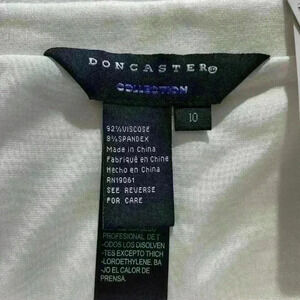 DONCASTER®
COLLECTION
10
92%VISCOSE
8%SPANDEX
Made in China
Fabriqué en Chine
Hecho en China
RN19061
SEE REVERSE
FOR CARE
PROFESIONAL DE T
-ODOS LOS DISOLVEN
-TES EXCEPTO TRICH
-LORDETHYLENE. BA
-JO EL CALOR DE
PRENSA.